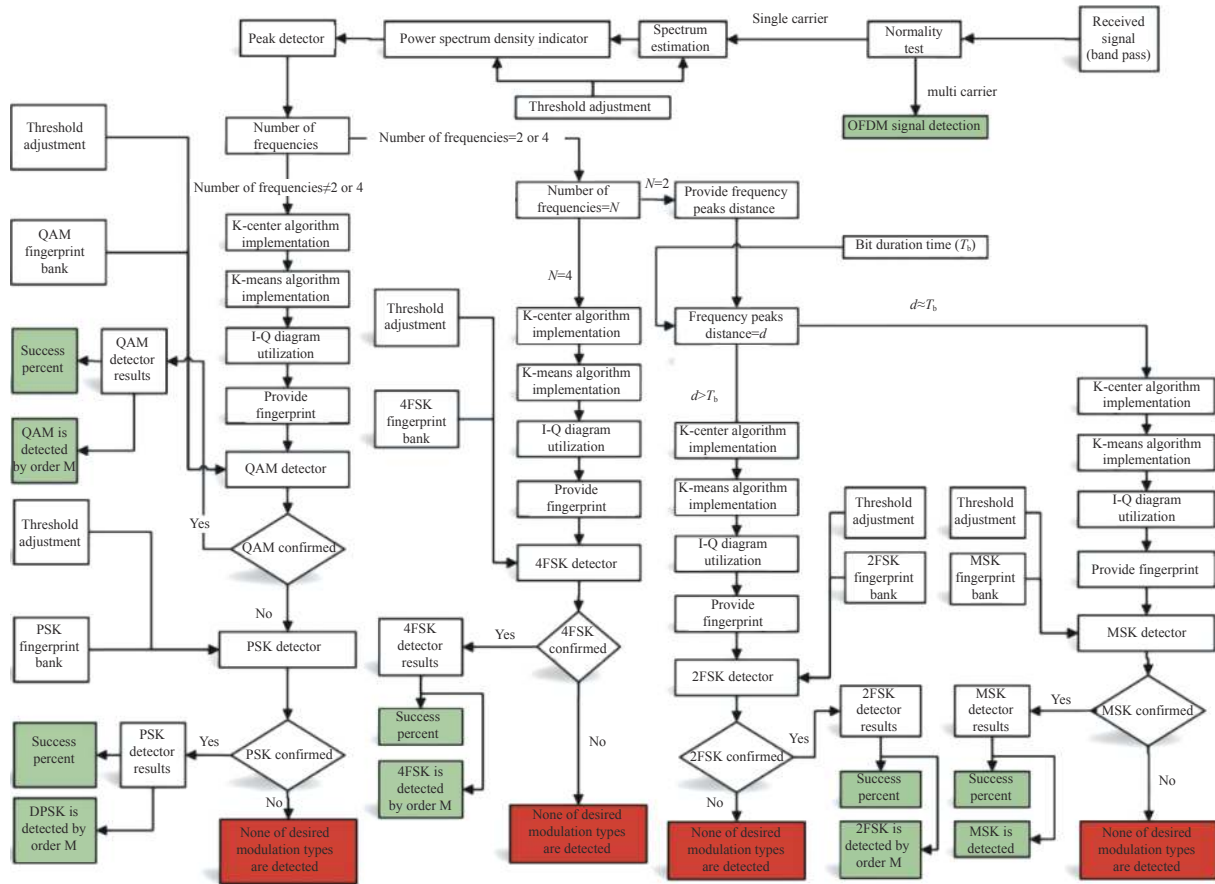 Peak detector
Power spectrum density indicator
Spectrum
estimation
Single carrier
Normality
test
Received
signal
(band pass)
Threshold adjustment
multi carrier
OFDM signal detection
Threshold
adjustment
Number of
frequencies
Number of frequencies=2 or 4
Number of frequencies≠2 or 4
Number of
frequencies=N
N=2
Provide frequency
peaks distance
QAM
fingerprint
bank
K-center algorithm
implementation
Bit duration time (Tb)
K-means algorithm
implementation
N=4
Threshold
adjustment
K-center algorithm
implementation
Frequency peaks
distance=d
d≈Tb
Success
percent
QAM
detector
results
I-Q diagram
utilization
K-means algorithm
implementation
K-center algorithm
implementation
Provide
fingerprint
4FSK
fingerprint
bank
d>Tb
QAM is
detected
by order M
I-Q diagram
utilization
K-center algorithm
implementation
K-means algorithm
implementation
QAM detector
Provide
fingerprint
K-means algorithm
implementation
I-Q diagram
utilization
Threshold
adjustment
Yes
QAM confirmed
4FSK detector
I-Q diagram
utilization
Threshold
adjustment
Threshold
adjustment
Provide fingerprint
2FSK
fingerprint
bank
MSK
fingerprint
bank
No
Provide
fingerprint
PSK
fingerprint
bank
PSK detector
4FSK
detector
results
Yes
4FSK
confirmed
MSK detector
2FSK detector
Success
percent
PSK
detector
results
Yes
PSK confirmed
Success
percent
No
2FSK confirmed
Yes
2FSK
detector
results
MSK
detector
results
Yes
MSK confirmed
4FSK is
detected
by order M
No
No
Success
percent
Success
percent
No
DPSK is
detected by
order M
None of desired
modulation types
are detected
None of desired
modulation types
are detected
None of desired
modulation types
are detected
2FSK is
detected by
order M
MSK is
detected
None of desired
modulation types
are detected